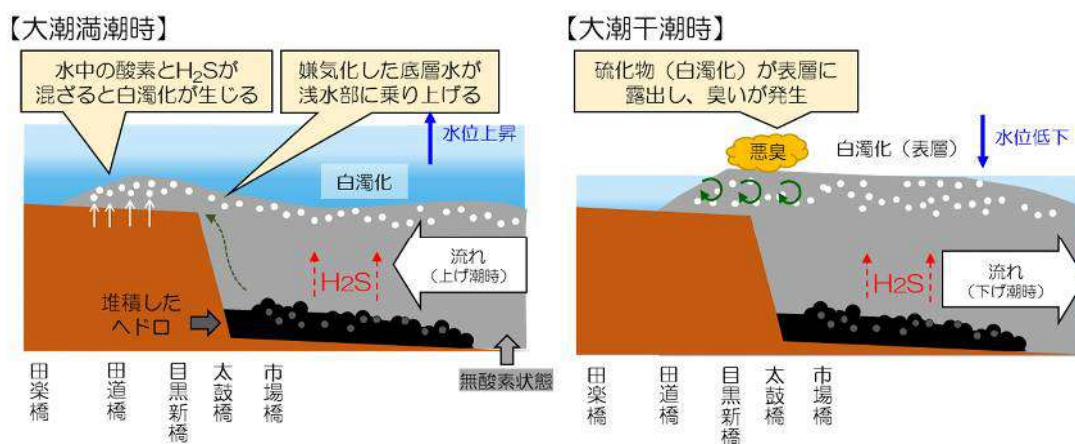 【大潮満潮時】
水中の酸素とH₂Sが
混ざると白濁化が生じる
嫌気化した底層水が
浅水部に乗り上げる
水位上昇
白濁化
流れ
（上げ潮時）
H2S
堆積した
ヘドロ
無酸素状態
田楽橋
田道橋
目黒新橋
太鼓橋
市場橋
【大潮干潮時】
硫化物（白濁化）が表層に
露出し、臭いが発生
悪臭
白濁化（表層）
水位低下
H2S
流れ
（下げ潮時）
田楽橋
田道橋
目黒新橋
太鼓橋
市場橋